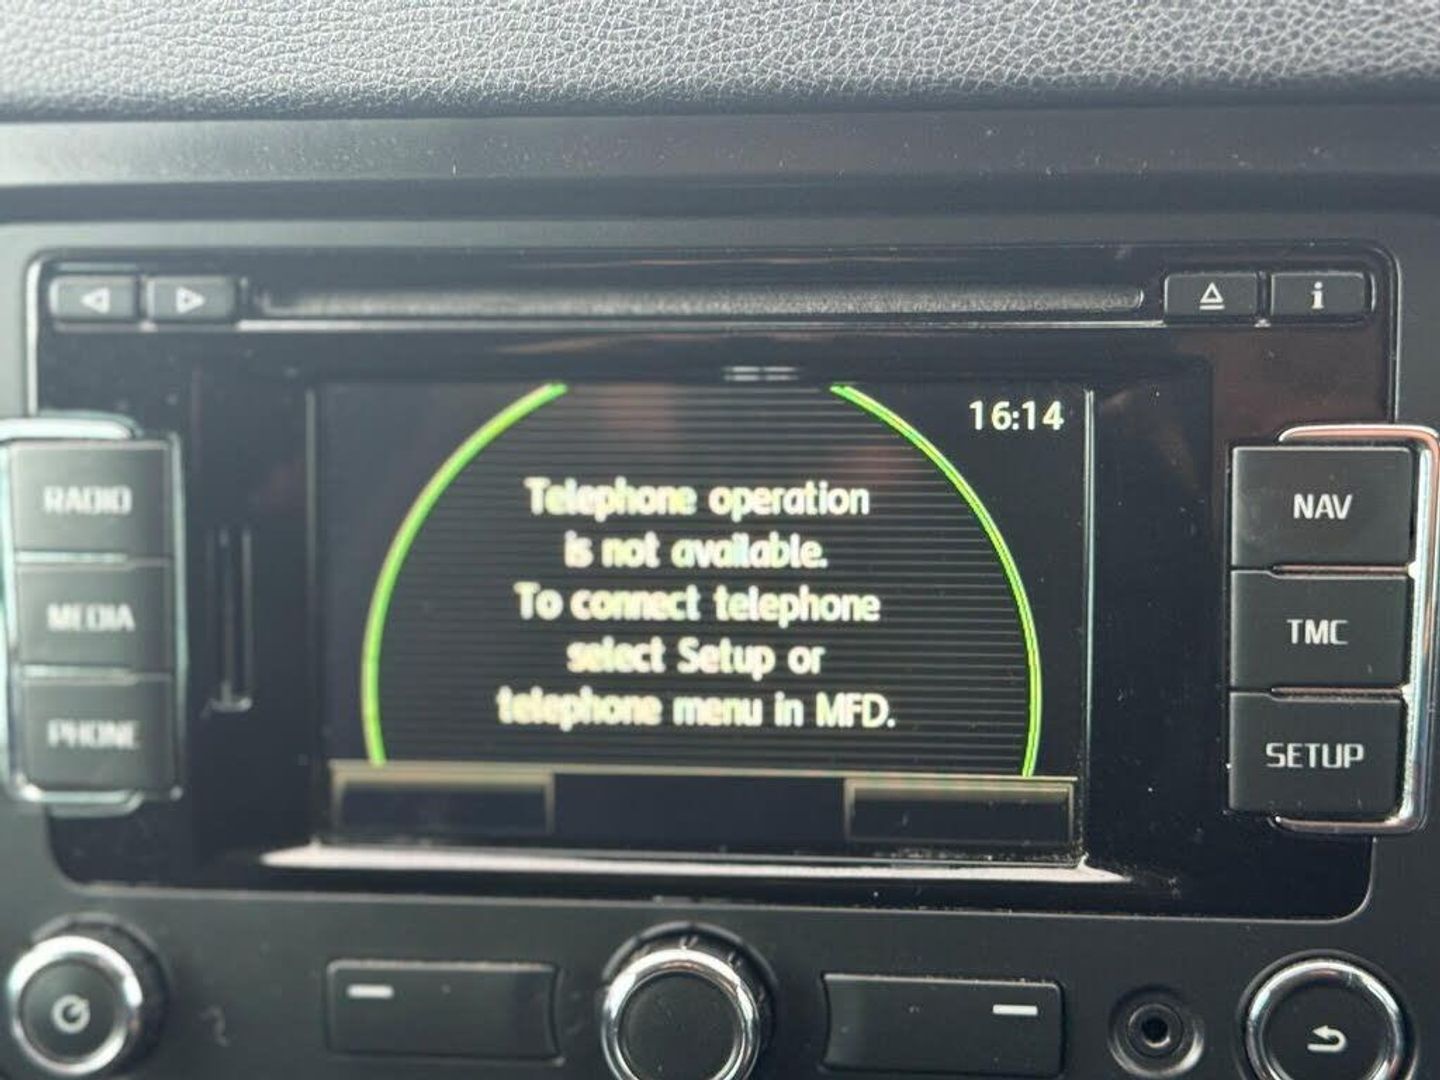 16:14
Telephone operation
is not available.
To connect telephone
select Setup or
telephone menu in MFD.
RADIO
MEDIA
PHONE
i
NAV
TMC
SETUP